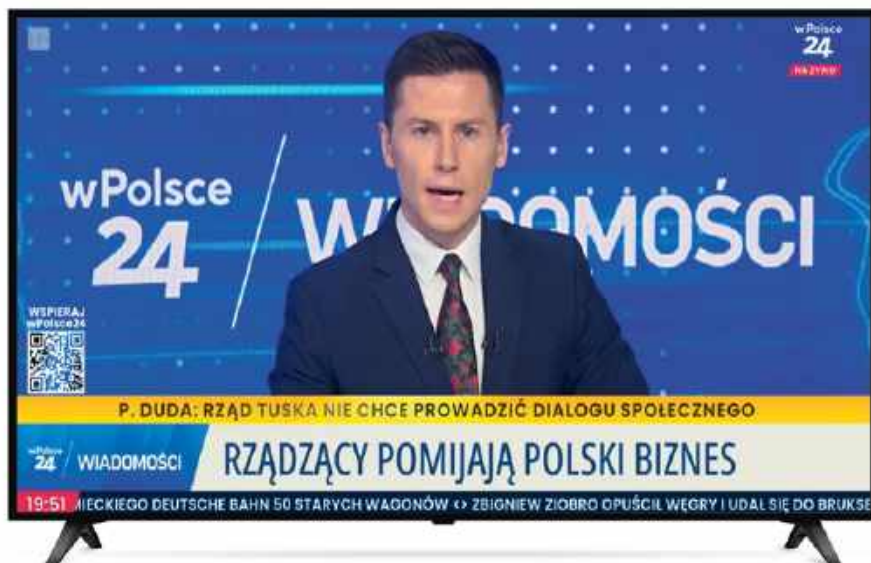 wPolsce
24
NA ŻYWO
wPolsce
24 / WIADOMOŚCI
WSPIERAJ
wPolsce24
P. DUDA: RZĄD TUSKA NIE CHCE PROWADZIĆ DIALOGU SPOŁECZNEGO
wPolsce
24 / WIADOMOŚCI
RZĄDZĄCY POMIJAJĄ POLSKI BIZNES
19:51 MIECKIEGO DEUTSCHE BAHN 50 STARYCH WAGONÓW <> ZBIGNIEW ZIOBRO OPUŚCIŁ WĘGRY I UDAŁ SIĘ DO BRUKSE